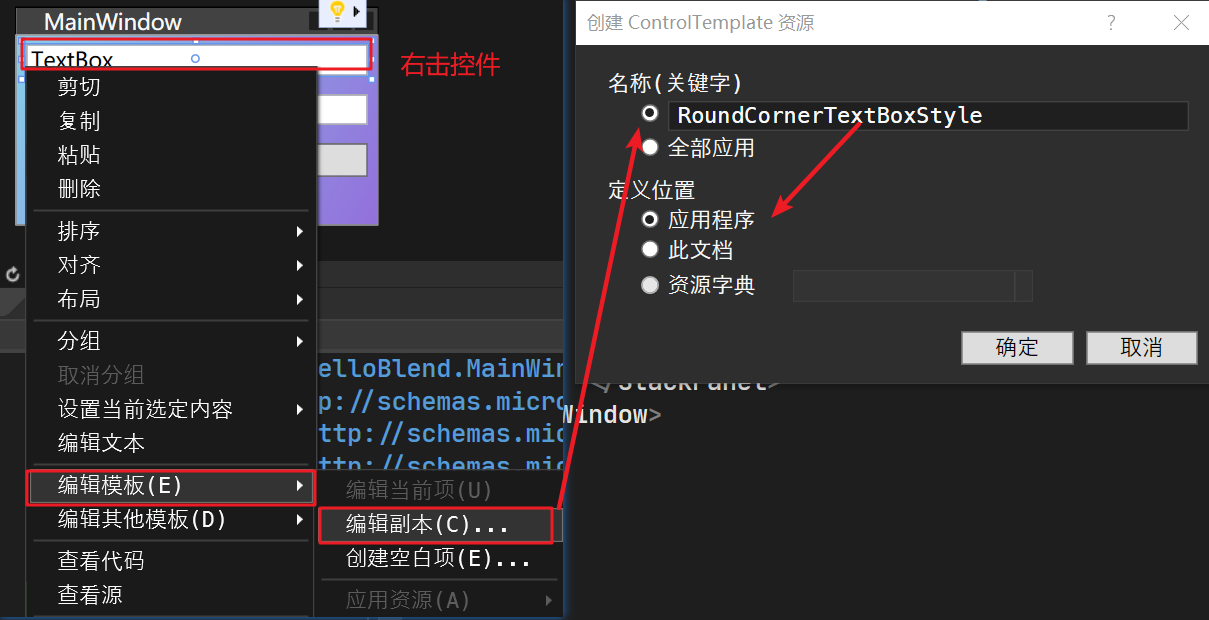 MainWindow
TextBox
右击控件
剪切
复制
粘贴
删除
排序
对齐
布局
分组
取消分组
设置当前选定内容
编辑文本
编辑模板(E)
编辑其他模板(D)
查看代码
查看源
编辑当前项(U)
编辑副本(C)...
创建空白项(E)...
应用资源(A)
elloBlend.MainWin
p://schemas.micro
ttp://schemas.mic
ttp://schemas.mic
创建 ControlTemplate 资源
?
名称(关键字)
RoundCornerTextBoxStyle
全部应用
定义位置
应用程序
此文档
资源字典
确定
取消
</StackPanel>
Window>